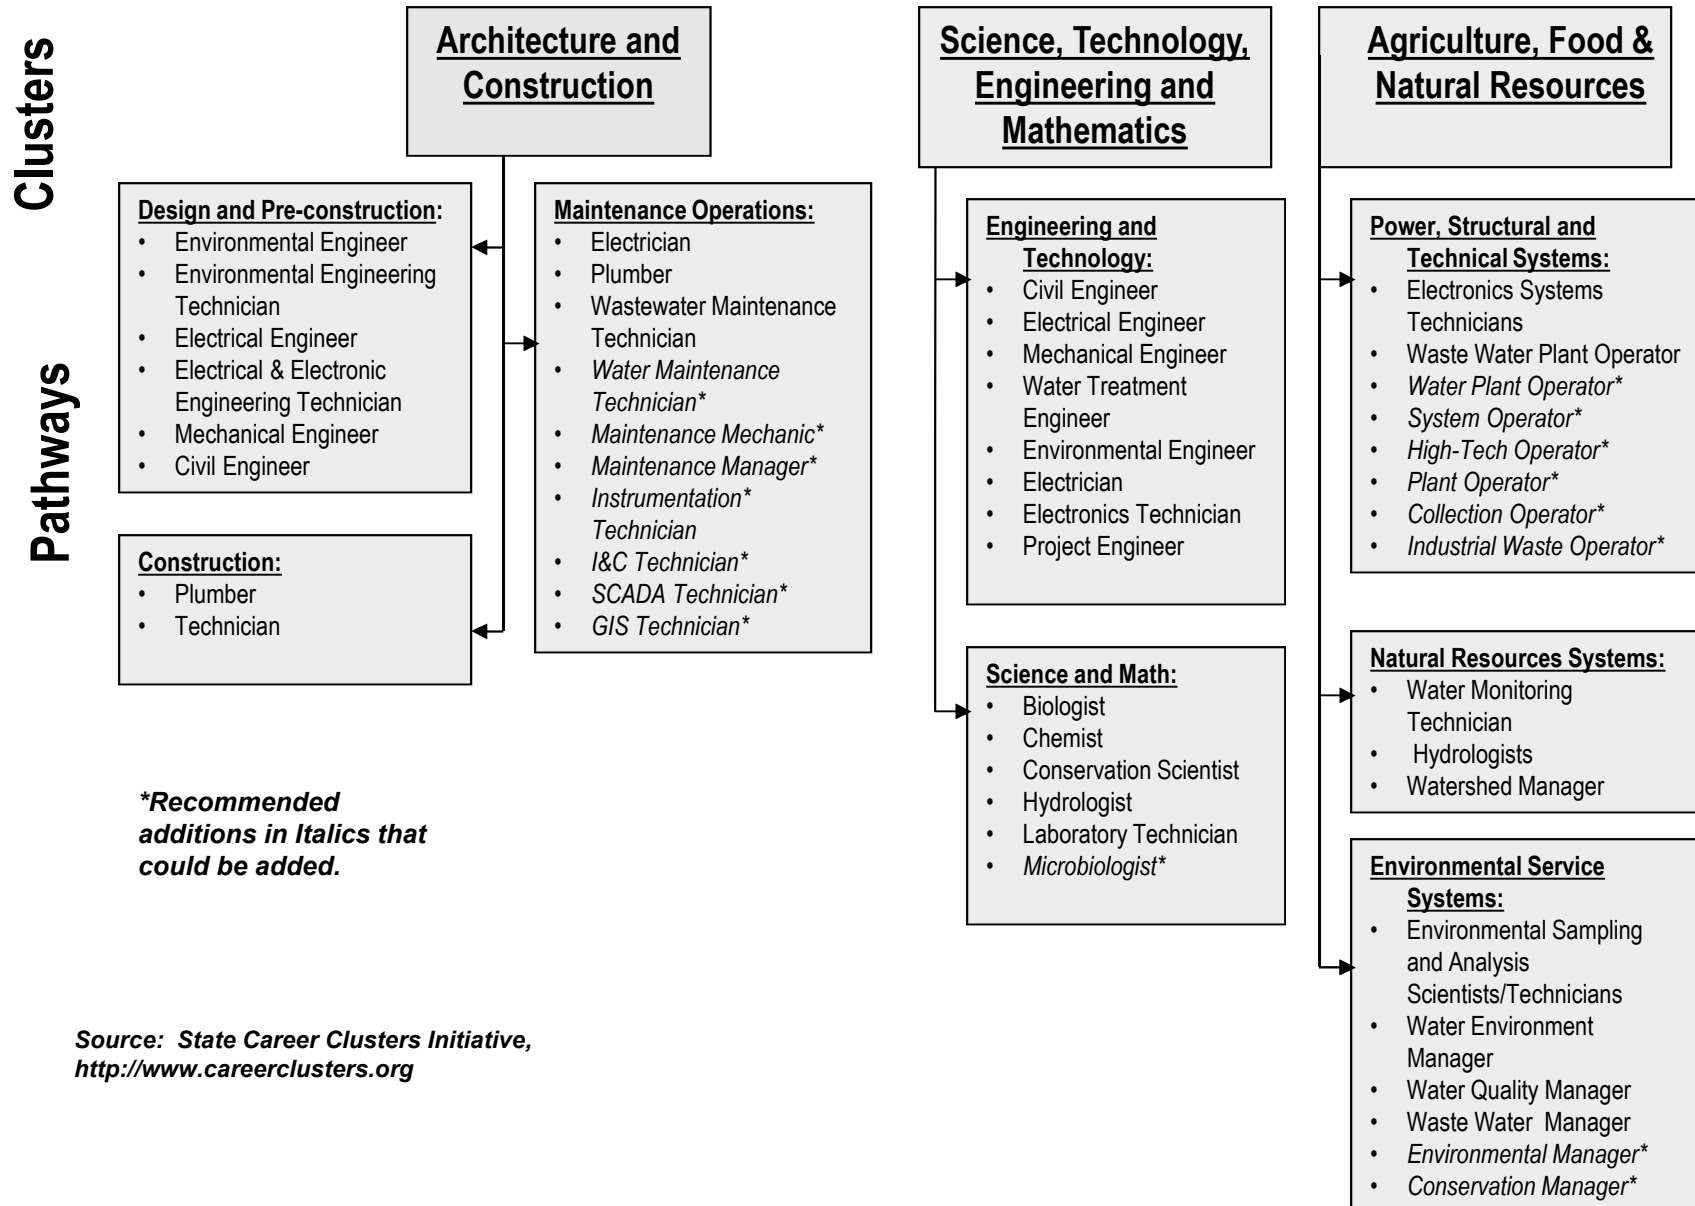 Clusters
Pathways
Architecture and
Construction
Design and Pre-construction:
• Environmental Engineer
• Environmental Engineering
Technician
• Electrical Engineer
• Electrical & Electronic
Engineering Technician
• Mechanical Engineer
• Civil Engineer
Construction:
• Plumber
• Technician
Maintenance Operations:
• Electrician
• Plumber
• Wastewater Maintenance
Technician
• Water Maintenance
Technician*
• Maintenance Mechanic*
• Maintenance Manager*
• Instrumentation*
Technician
• I&C Technician*
• SCADA Technician*
• GIS Technician*
Science, Technology,
Engineering and
Mathematics
Engineering and
Technology:
• Civil Engineer
• Electrical Engineer
• Mechanical Engineer
• Water Treatment
Engineer
• Environmental Engineer
• Electrician
• Electronics Technician
• Project Engineer
Science and Math:
• Biologist
• Chemist
• Conservation Scientist
• Hydrologist
• Laboratory Technician
• Microbiologist*
Agriculture, Food &
Natural Resources
Power, Structural and
Technical Systems:
• Electronics Systems
Technicians
• Waste Water Plant Operator
• Water Plant Operator*
• System Operator*
• High-Tech Operator*
• Plant Operator*
• Collection Operator*
• Industrial Waste Operator*
Natural Resources Systems:
• Water Monitoring
Technician
• Hydrologists
• Watershed Manager
Environmental Service
Systems:
• Environmental Sampling
and Analysis
Scientists/Technicians
• Water Environment
Manager
• Water Quality Manager
• Waste Water Manager
• Environmental Manager*
• Conservation Manager*
*Recommended
additions in Italics that
could be added.
Source: State Career Clusters Initiative,
http://www.careerclusters.org